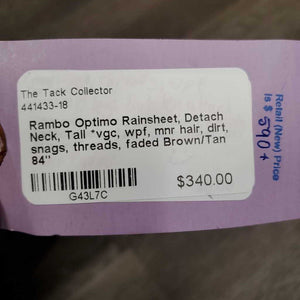 The Tack Collector
441433-18
Rambo Optimo Rainsheet, Detach
Neck, Tall *vgc, wpf, mnr hair, dirt,
snags, threads, faded Brown/Tan
84"
$340.00
G43L7C
Retail (New) Price
is $ 590+